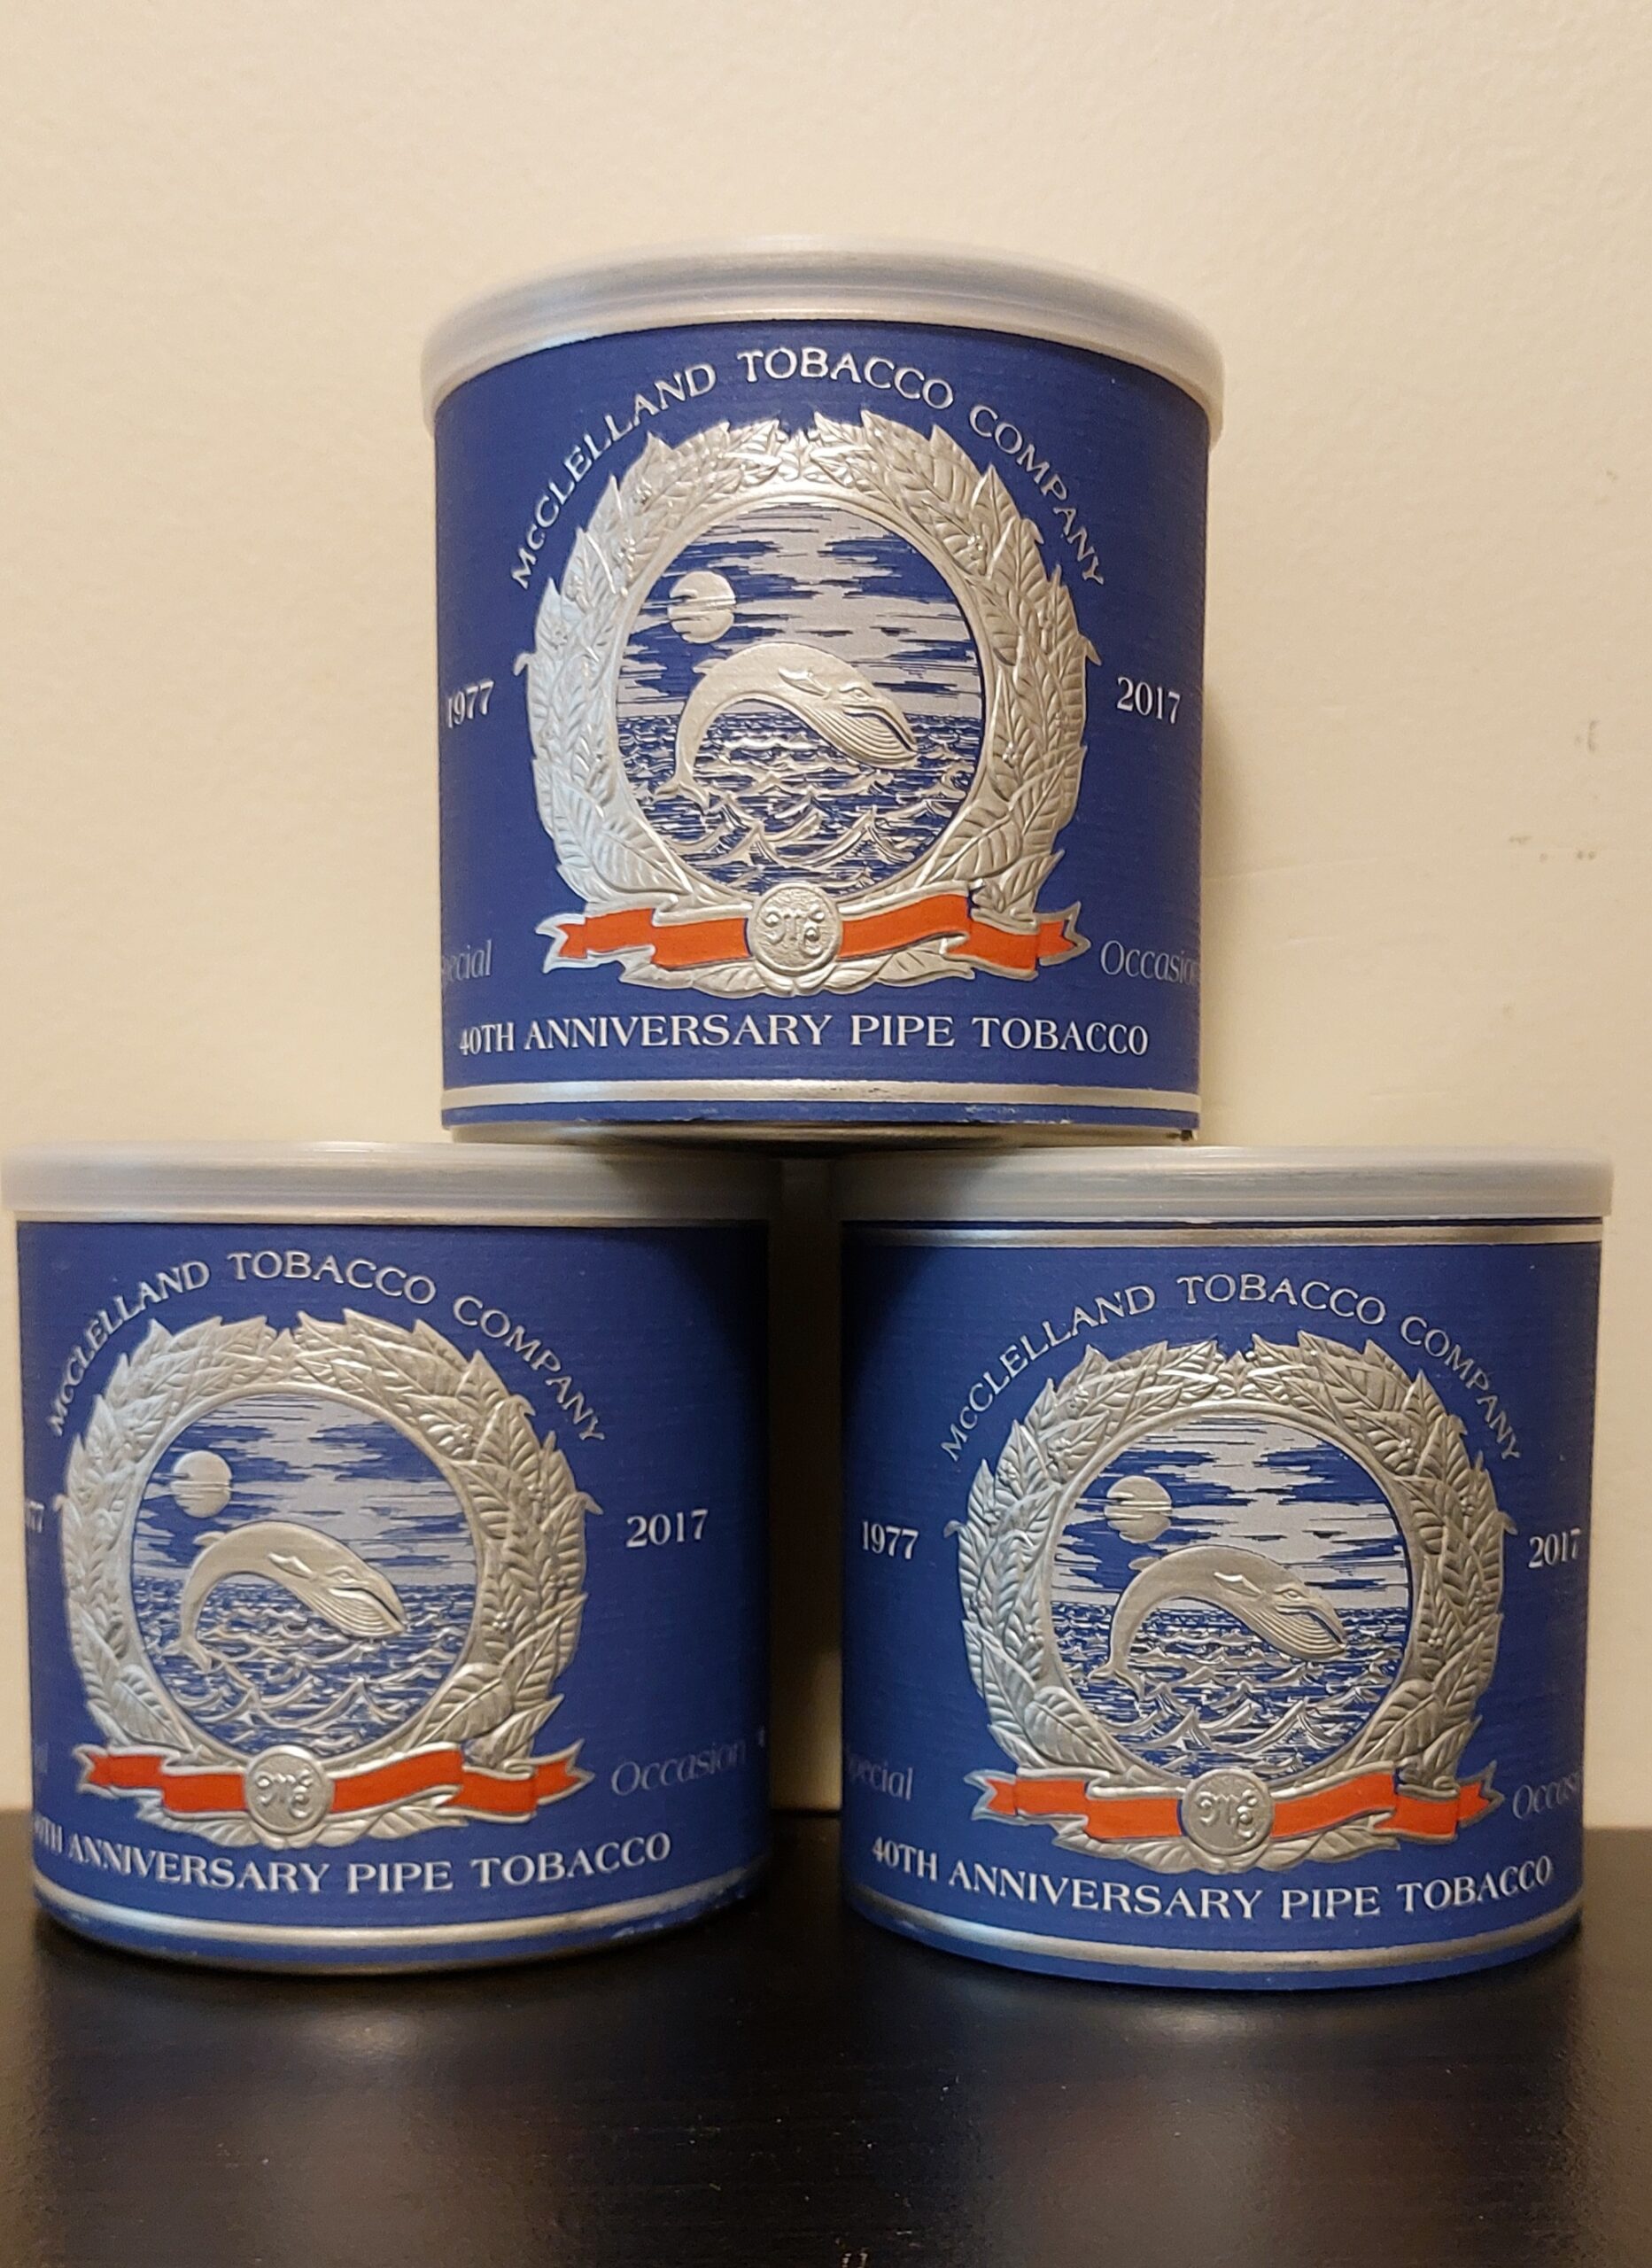 McCLELLAND TOBACCO COMPANY
1977 2017
Occasion
40TH ANNIVERSARY PIPE TOBACCO
McCLELLAND TOBACCO COMPANY
2017
Occasion
ANNIVERSARY PIPE TOBACCO
McCLELLAND TOBACCO COMPANY
1977 2017
Special
40TH ANNIVERSARY PIPE TOBACCO